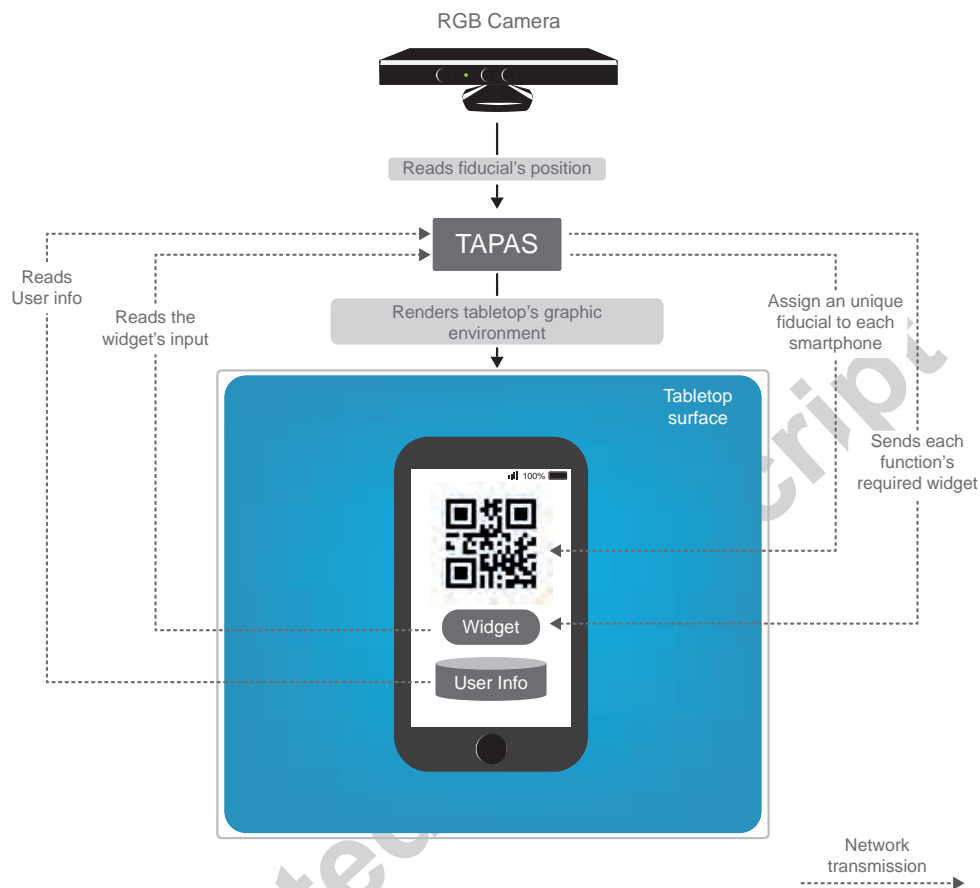 RGB Camera
Reads fiducial's position
TAPAS
Reads
User info
Reads the
widget's input
Renders tabletop's graphic
environment
Assign an unique
fiducial to each
smartphone
Tabletop
surface
Sends each
function's
required widget
100%
Widget
User Info
Network
transmission